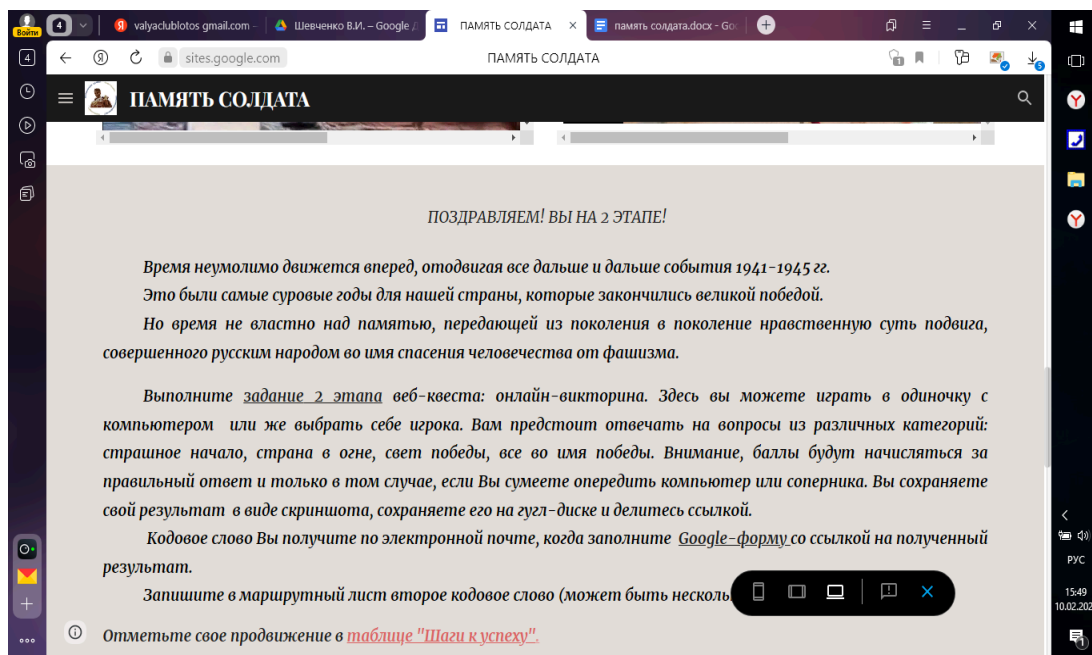 Войти
4
valyaclublotos gmail.com –
Шевченко В.И. – Google Д
ПАМЯТЬ СОЛДАТА
память солдата.docx - Goo
4
sites.google.com
ПАМЯТЬ СОЛДАТА
1
5
ПАМЯТЬ СОЛДАТА
ПОЗДРАВЛЯЕМ! ВЫ НА 2 ЭТАПЕ!
Время неумолимо движется вперед, отодвигая все дальше и дальше события 1941-1945 гг.
Это были самые суровые годы для нашей страны, которые закончились великой победой.
Но время не властно над памятью, передающей из поколения в поколение нравственную суть подвига,
совершенного русским народом во имя спасения человечества от фашизма.
Выполните задание 2 этапа веб-квеста: онлайн-викторина. Здесь вы можете играть в одиночку с
компьютером или же выбрать себе игрока. Вам предстоит отвечать на вопросы из различных категорий:
страшное начало, страна в огне, свет победы, все во имя победы. Внимание, баллы будут начисляться за
правильный ответ и только в том случае, если Вы сумеете опередить компьютер или соперника. Вы сохраняете
свой результат в виде скриншота, сохраняете его на гугл-диске и делитесь ссылкой.
Кодовое слово Вы получите по электронной почте, когда заполните Google-форму со ссылкой на полученный
результат.
Запишите в маршрутный лист второе кодовое слово (может быть несколь
Отметьте свое продвижение в таблице "Шаги к успеху".
РУС
15:49
10.02.202
1